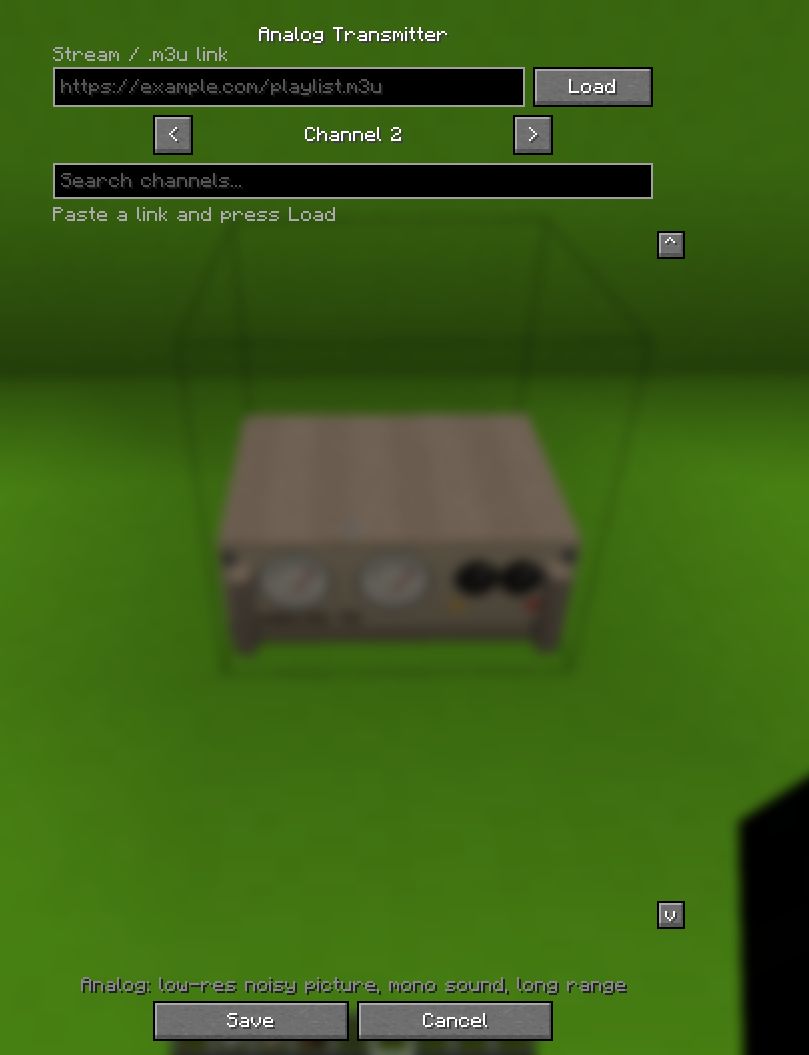 Analog Transmitter
Stream / .m3u link
https://example.com/playlist.m3u
Load
<
Channel 2
>
Search channels...
Paste a link and press Load
^
v
Analog: low-res noisy picture, mono sound, long range
Save
Cancel